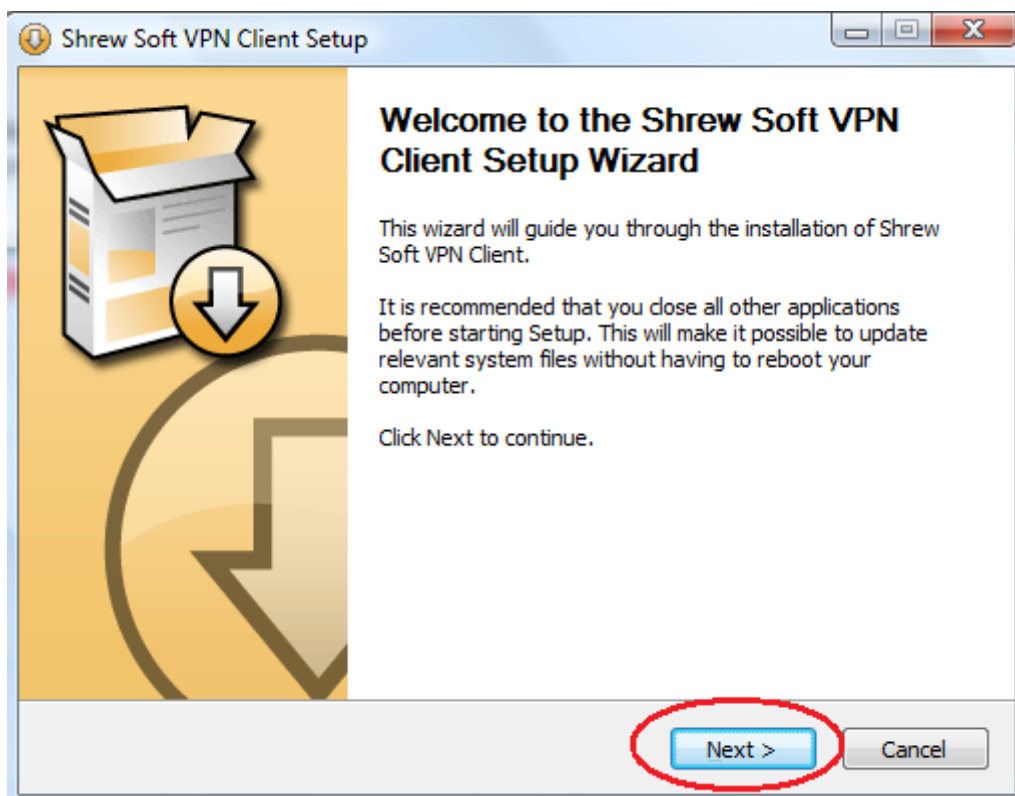 Shrew Soft VPN Client Setup
Welcome to the Shrew Soft VPN
Client Setup Wizard
This wizard will guide you through the installation of Shrew
Soft VPN Client.
It is recommended that you close all other applications
before starting Setup. This will make it possible to update
relevant system files without having to reboot your
computer.
Click Next to continue.
Next >
Cancel